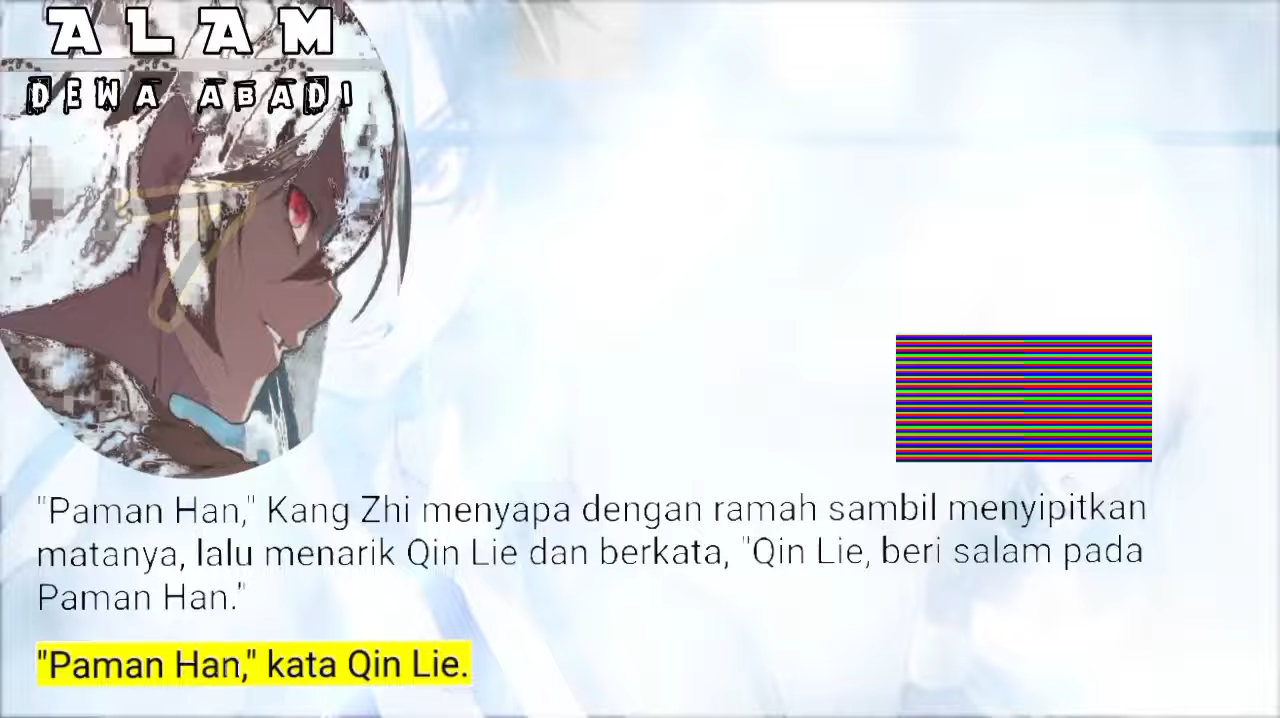 ALAM
DEWA ABADI
"Paman Han," Kang Zhi menyapa dengan ramah sambil menyipitkan
matanya, lalu menarik Qin Lie dan berkata, "Qin Lie, beri salam pada
Paman Han."
"Paman Han," kata Qin Lie.